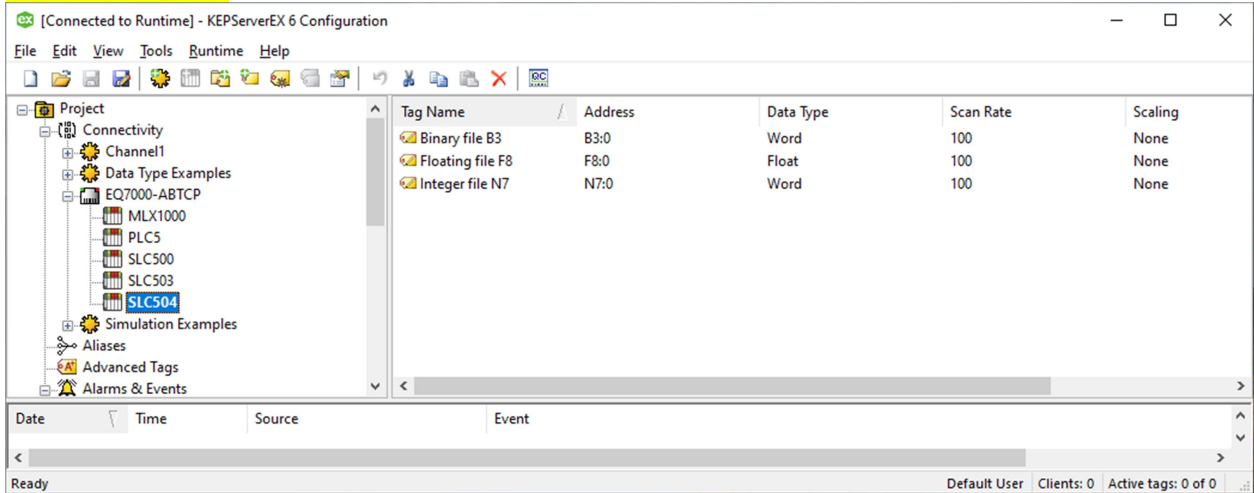 [Connected to Runtime] - KEPServerEX 6 Configuration
File Edit View Tools Runtime Help
Project
Connectivity
Channel1
Data Type Examples
EQ7000-ABTCP
MLX1000
PLC5
SLC500
SLC503
SLC504
Simulation Examples
Aliases
Advanced Tags
Alarms & Events
Tag Name Address Data Type Scan Rate Scaling
Binary file B3 B3:0 Word 100 None
Floating file F8 F8:0 Float 100 None
Integer file N7 N7:0 Word 100 None
Date Time Source Event
Ready Default User Clients: 0 Active tags: 0 of 0